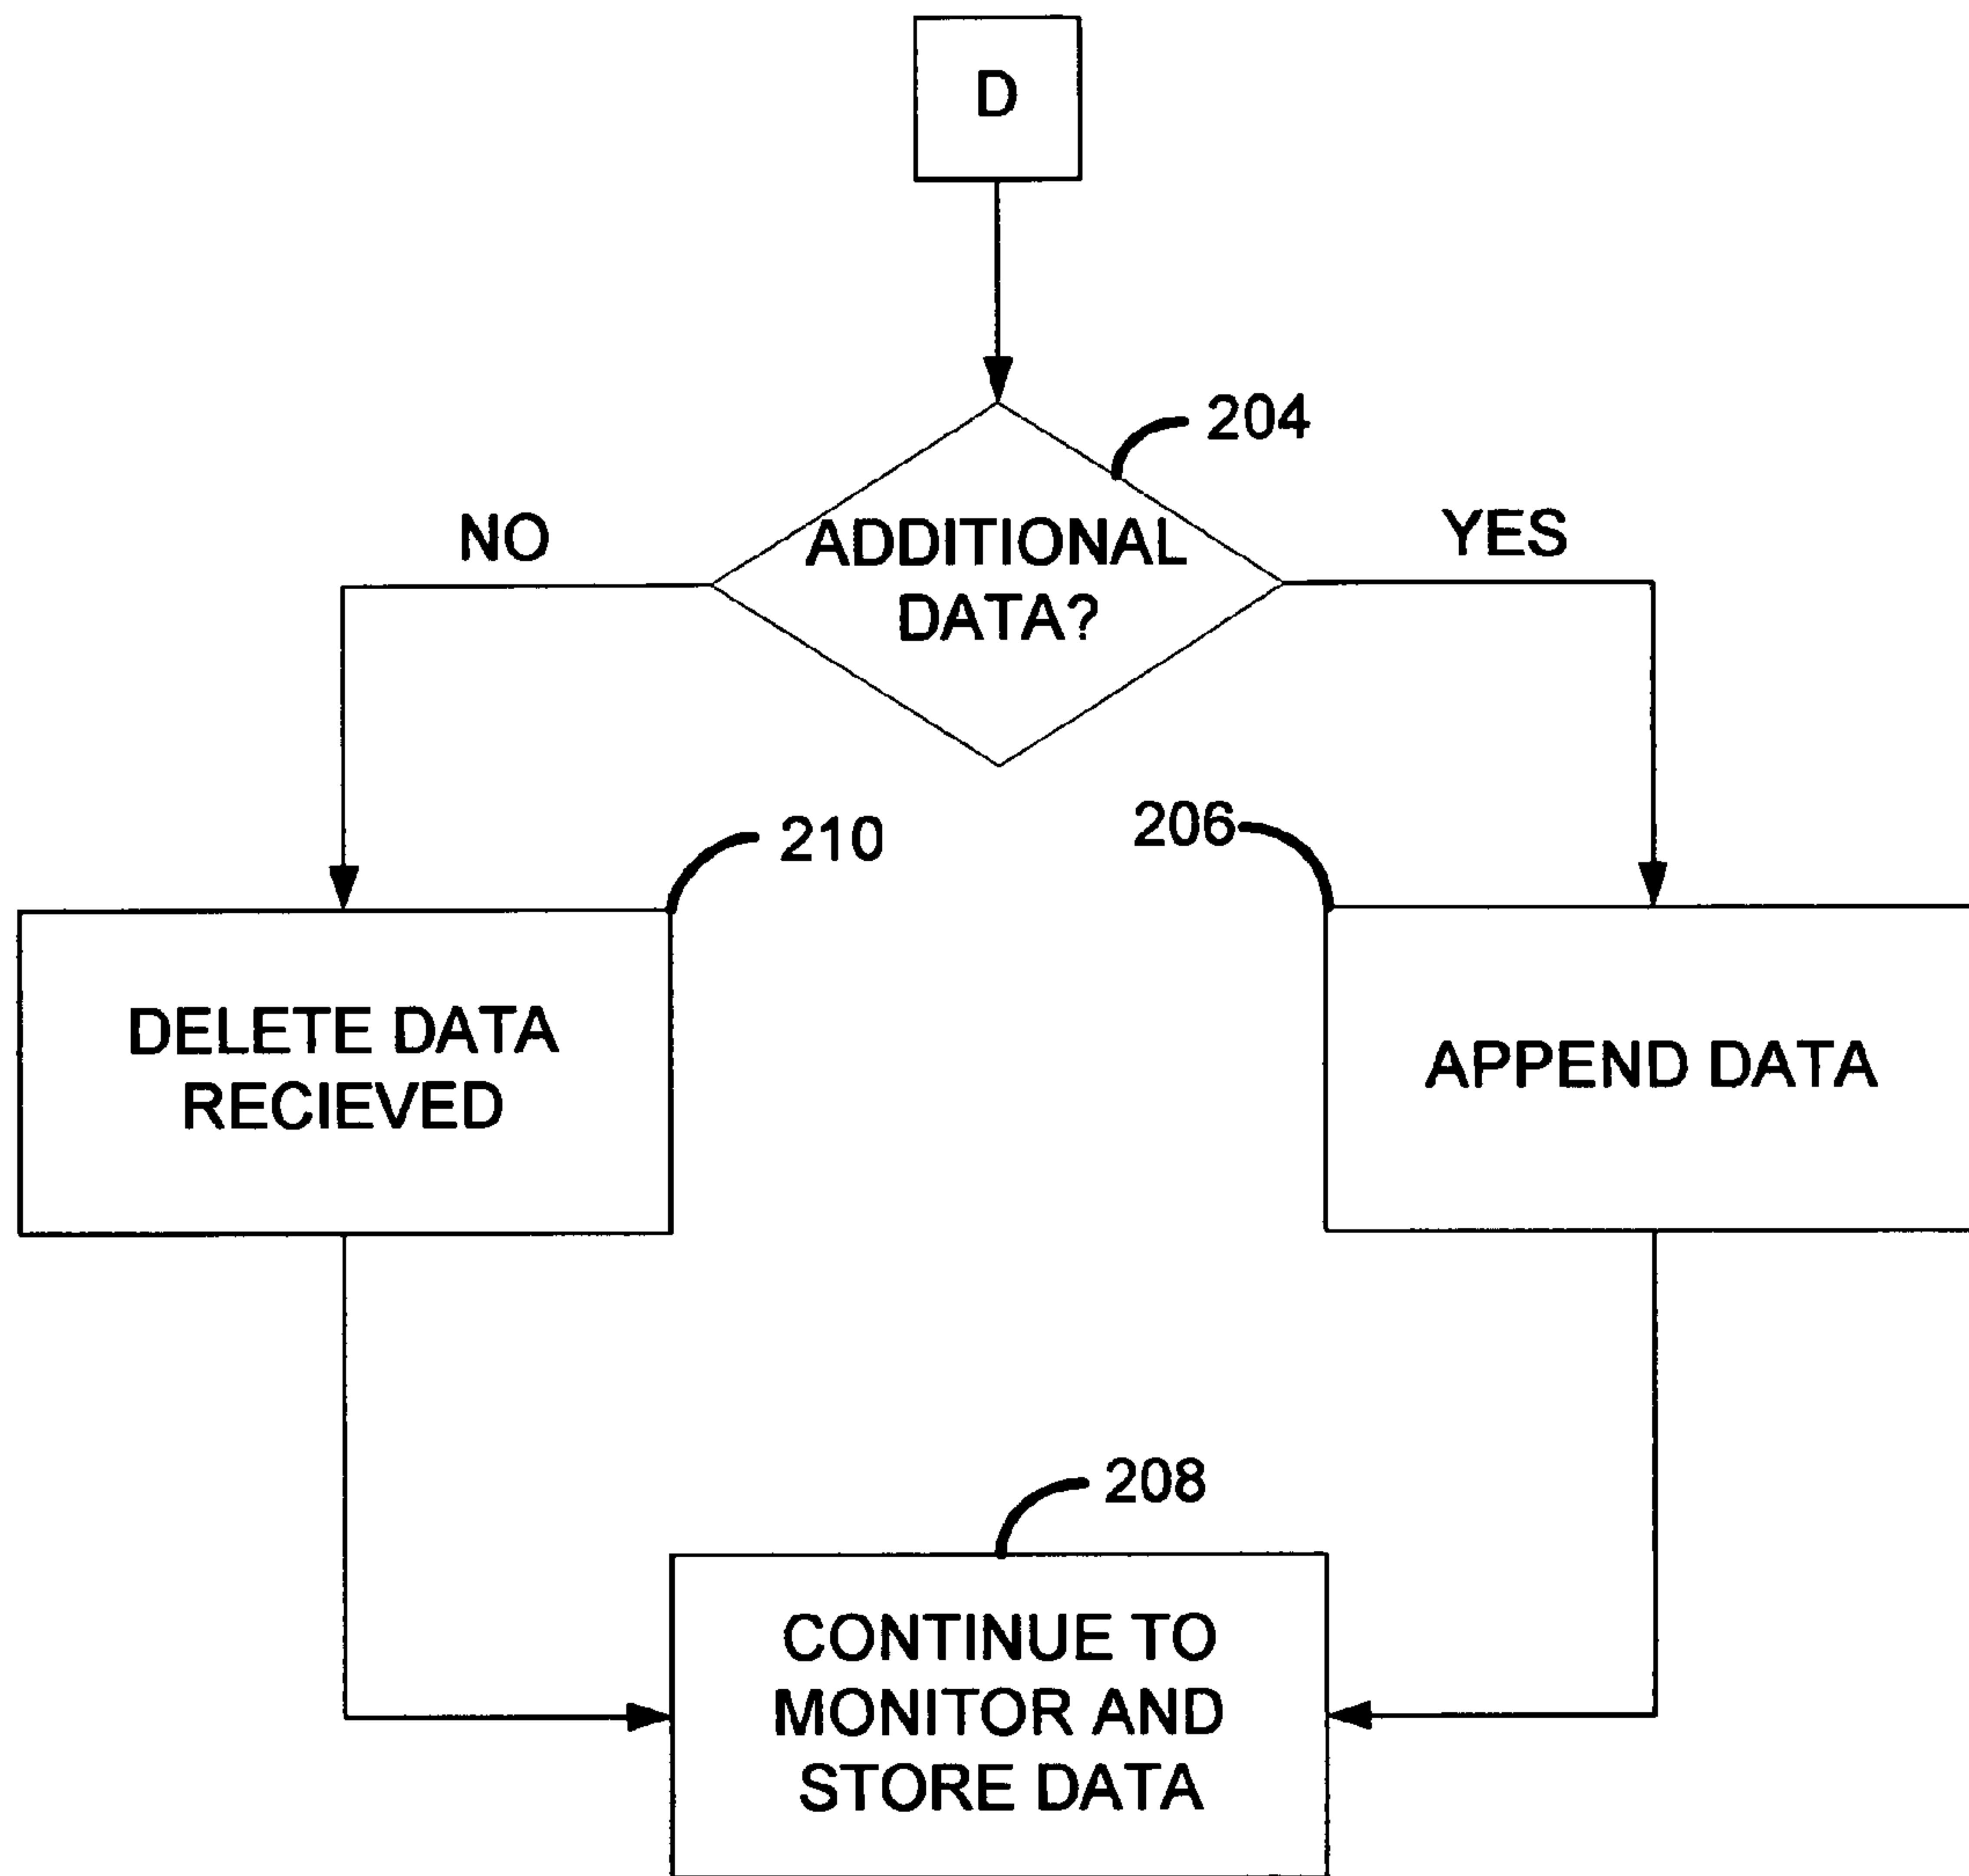 D
204
NO
ADDITIONAL
DATA?
YES
210
206
DELETE DATA
RECIEVED
APPEND DATA
208
CONTINUE TO
MONITOR AND
STORE DATA